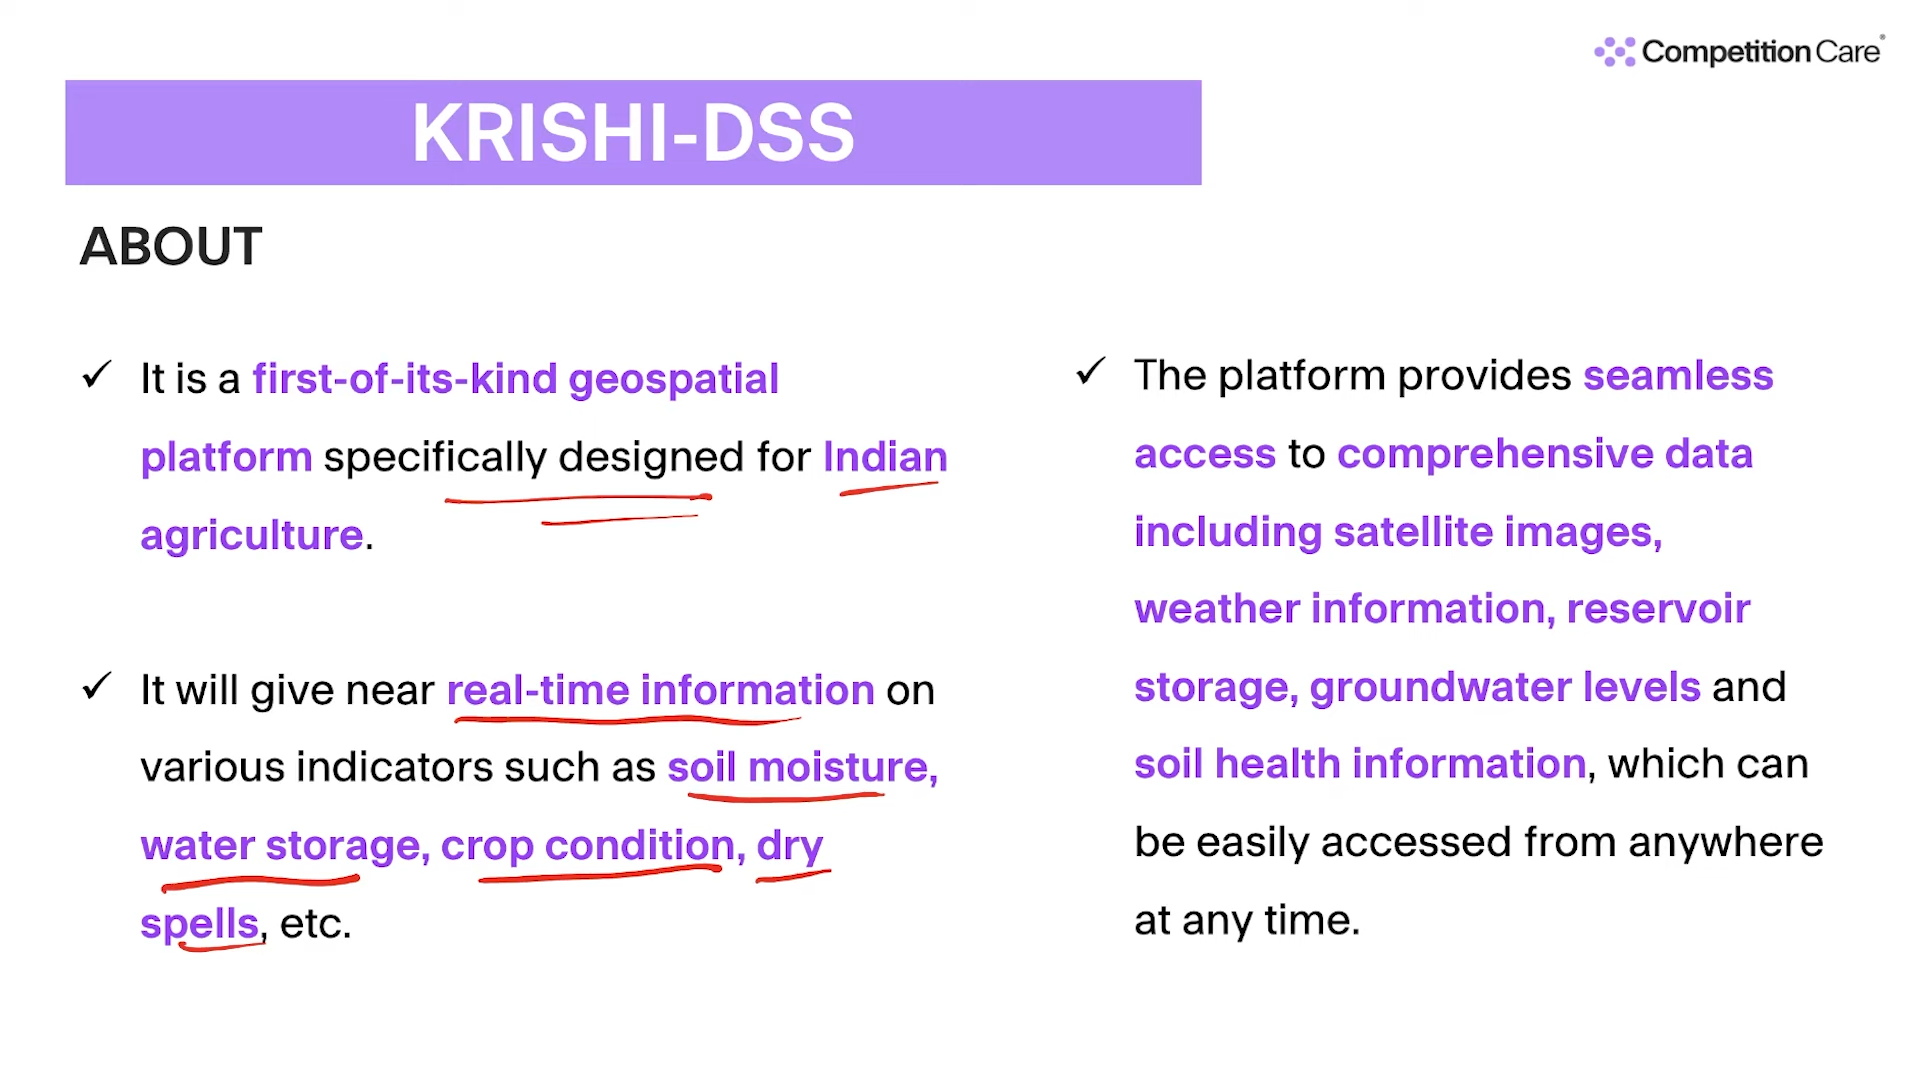 Competition Care
KRISHI-DSS
ABOUT
✓ It is a first-of-its-kind geospatial
platform specifically designed for Indian
agriculture.
✓ It will give near real-time information on
various indicators such as soil moisture,
water storage, crop condition, dry
spells, etc.
✓ The platform provides seamless
access to comprehensive data
including satellite images,
weather information, reservoir
storage, groundwater levels and
soil health information, which can
be easily accessed from anywhere
at any time.